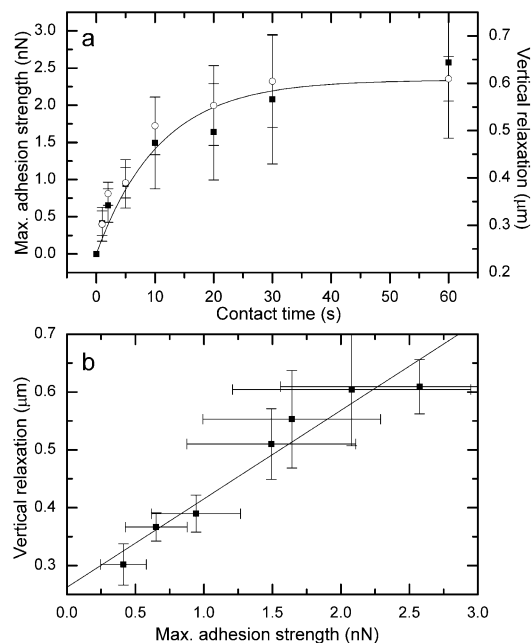 a
Max. adhesion strength (nN)
3.0
2.5
2.0
1.5
1.0
0.5
0.0
0.7
0.6
0.5
0.4
0.3
0.2
Vertical relaxation (μm)
0 10 20 30 40 50 60
Contact time (s)
b
Vertical relaxation (μm)
0.7
0.6
0.5
0.4
0.3
0.0 0.5 1.0 1.5 2.0 2.5 3.0
Max. adhesion strength (nN)